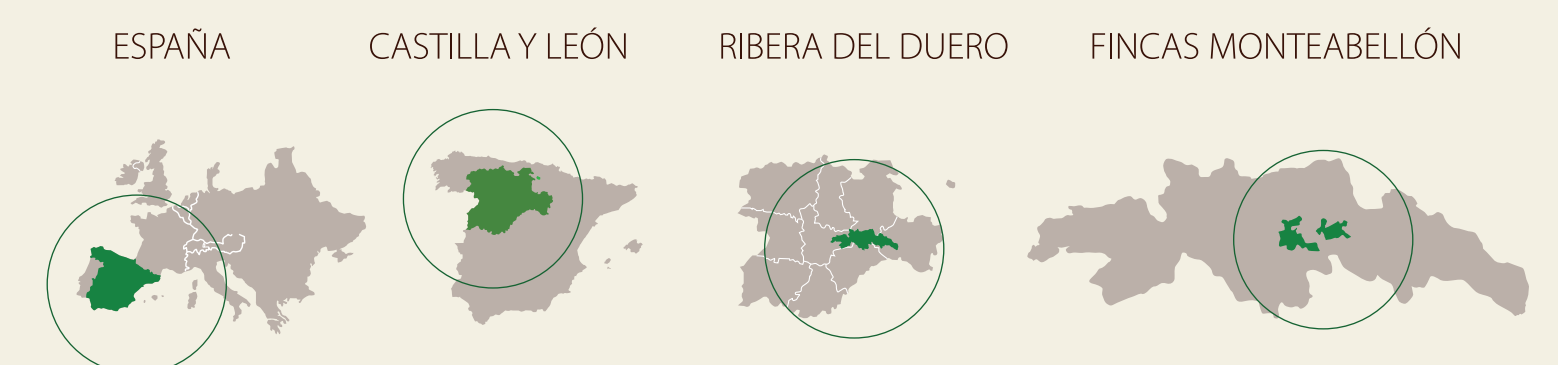 ESPAÑA
CASTILLA Y LEÓN
RIBERA DEL DUERO
FINCAS MONTEABELLÓN